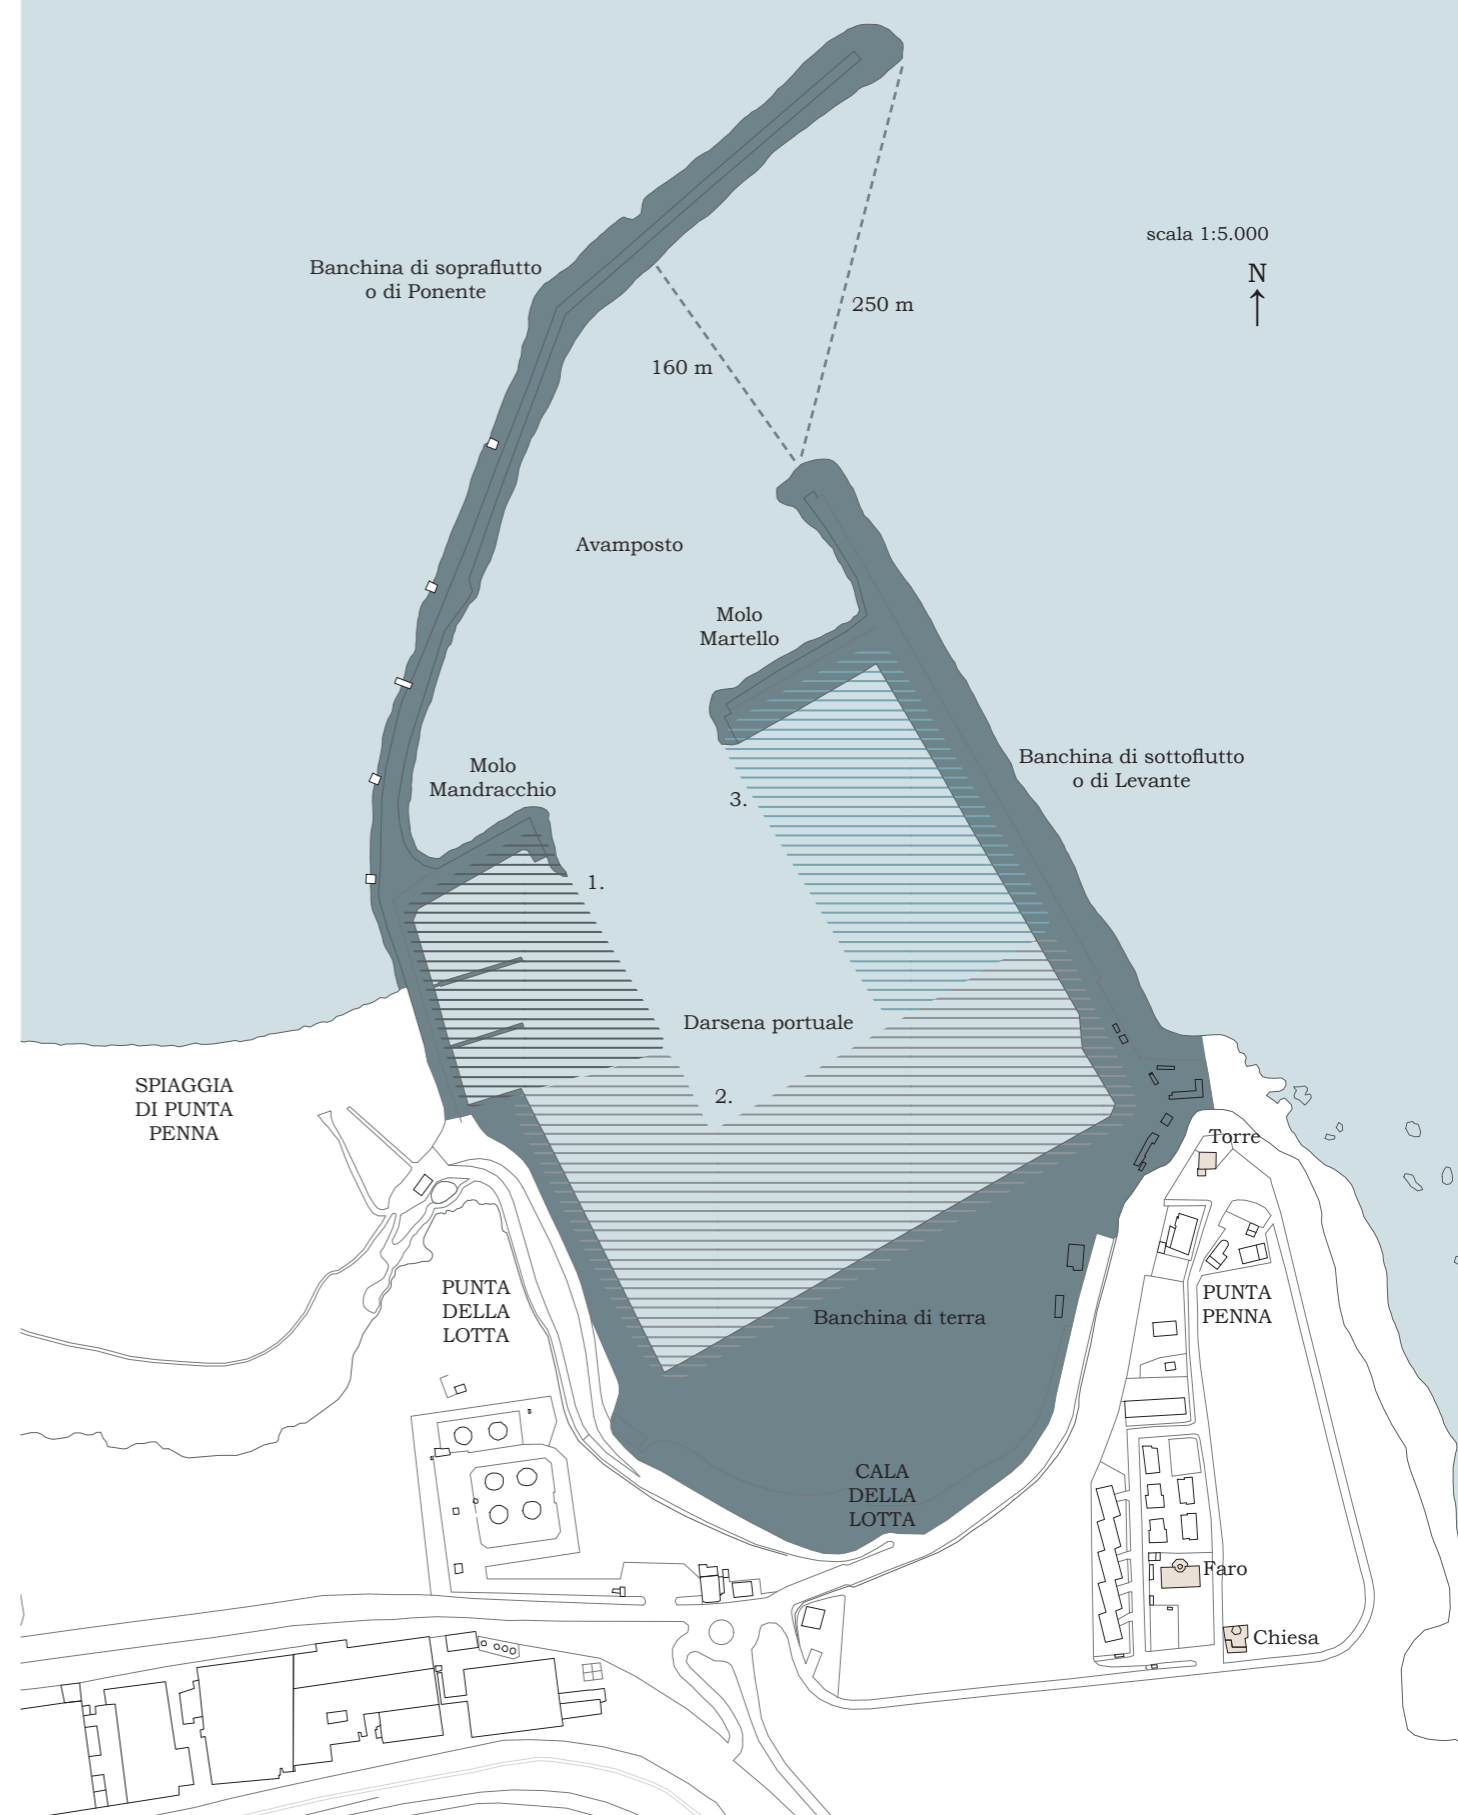 scala 1:5.000
N
Banchina di sopraflutto
o di Ponente
250 m
160 m
Avamposto
Molo
Martello
Banchina di sottoflutto
o di Levante
Molo
Mandracchio
3.
1.
Darsena portuale
SPIAGGIA
DI PUNTA
PENNA
2.
Torre
PUNTA
DELLA
LOTTA
PUNTA
PENNA
Banchina di terra
CALA
DELLA
LOTTA
Faro
Chiesa